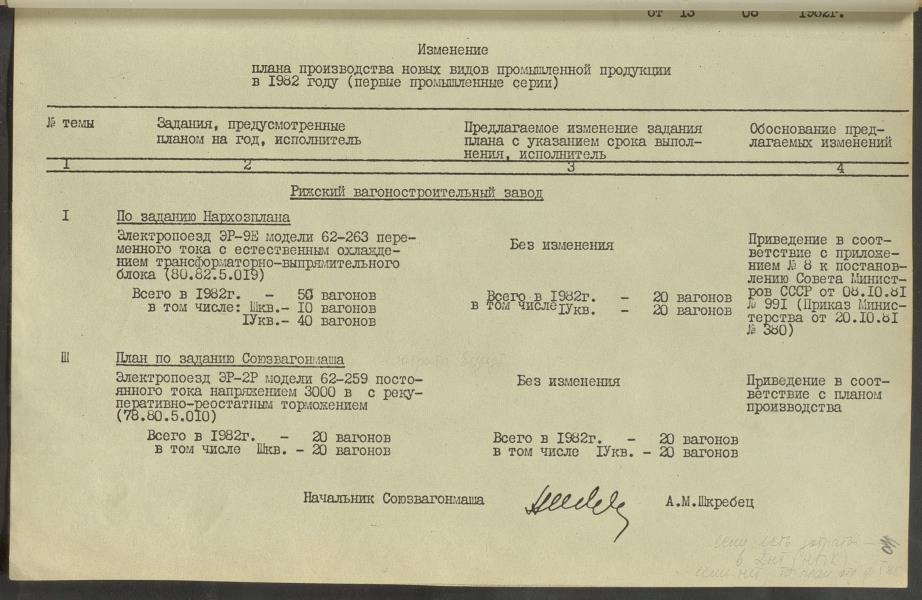 от 13 08 1982г.
Изменение
плана производства новых видов промышленной продукции
в 1982 году (первые промышленные серии)
№ темы
Задания, предусмотренные
планом на год, исполнитель
Предлагаемое изменение задания
плана с указанием срока выпол-
нения, исполнитель
Обоснование пред-
лагаемых изменений
1 2 3 4
Рижский вагоностроительный завод
I
По заданию Нархозплана
Электропоезд ЭР-9Е модели 62-263 пере-
менного тока с естественным охлажде-
нием трансформаторно-выпрямительного
блока (80.82.5.019)
Всего в 1982г. - 50 вагонов
в том числе: Шкв.- 10 вагонов
IУкв.- 40 вагонов
Без изменения
Всего в 1982г. - 20 вагонов
в том числе IУкв. - 20 вагонов
Приведение в соот-
ветствие с приложе-
нием № 8 к постанов-
лению Совета Минист-
ров СССР от 08.10.81
№ 991 (Приказ Минис-
терства от 20.10.81
№ 380)
Ш
План по заданию Союзвагонмаша
Электропоезд ЭР-2Р модели 62-259 посто-
янного тока напряжением 3000 в с реку-
перативно-реостатным торможением
(78.80.5.010)
Всего в 1982г. - 20 вагонов
в том числе Шкв. - 20 вагонов
Без изменения
Всего в 1982г. - 20 вагонов
в том числе IУкв. - 20 вагонов
Приведение в соот-
ветствие с планом
производства
Начальник Союзвагонмаша
А.М.Шкребец